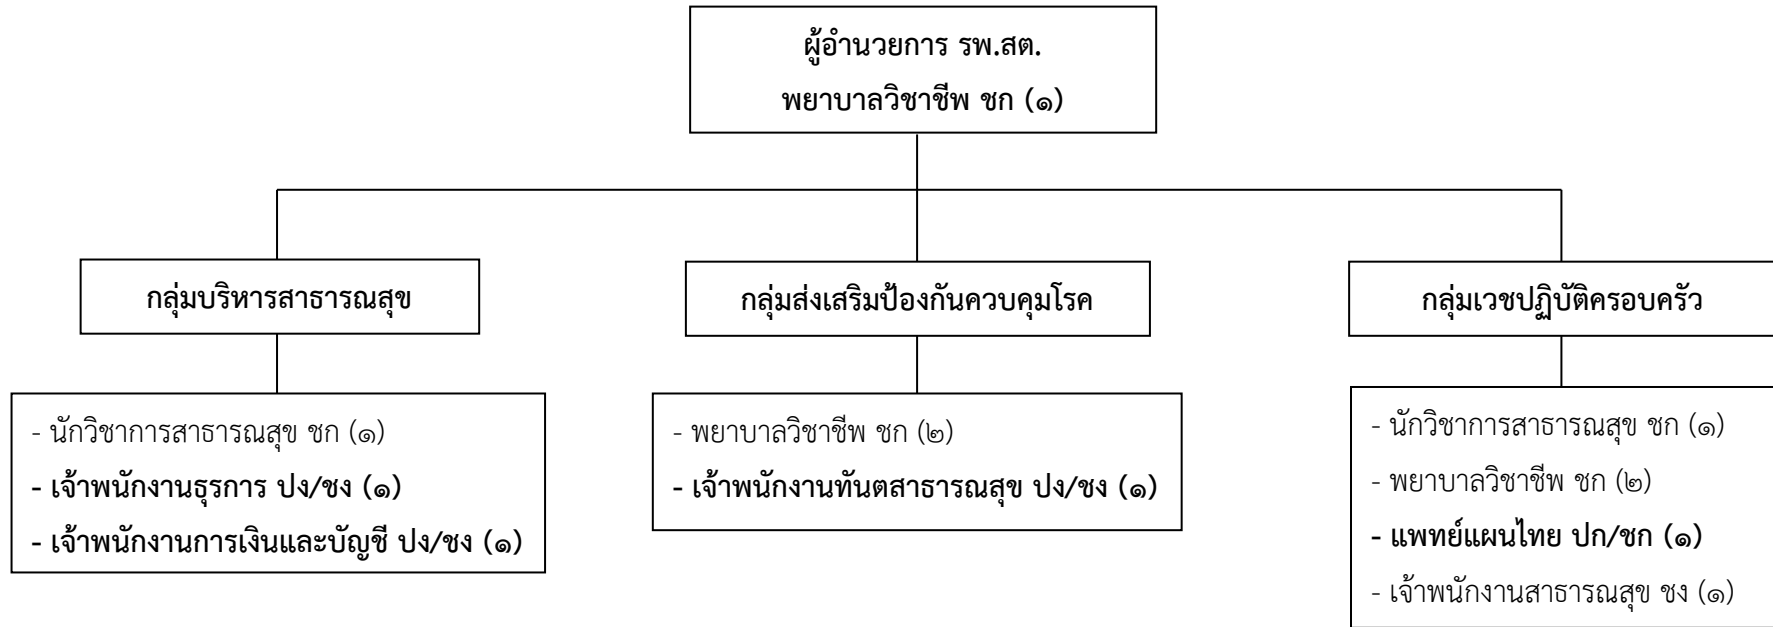 ผู้อำนวยการ รพ.สต.
พยาบาลวิชาชีพ ชก (๑)
กลุ่มบริหารสาธารณสุข
กลุ่มส่งเสริมป้องกันควบคุมโรค
กลุ่มเวชปฏิบัติครอบครัว
- นักวิชาการสาธารณสุข ชก (๑)
- เจ้าพนักงานธุรการ ปง/ชง (๑)
- เจ้าพนักงานการเงินและบัญชี ปง/ชง (๑)
- พยาบาลวิชาชีพ ชก (๒)
- เจ้าพนักงานทันตสาธารณสุข ปง/ชง (๑)
- นักวิชาการสาธารณสุข ชก (๑)
- พยาบาลวิชาชีพ ชก (๒)
- แพทย์แผนไทย ปก/ชก (๑)
- เจ้าพนักงานสาธารณสุข ชง (๑)